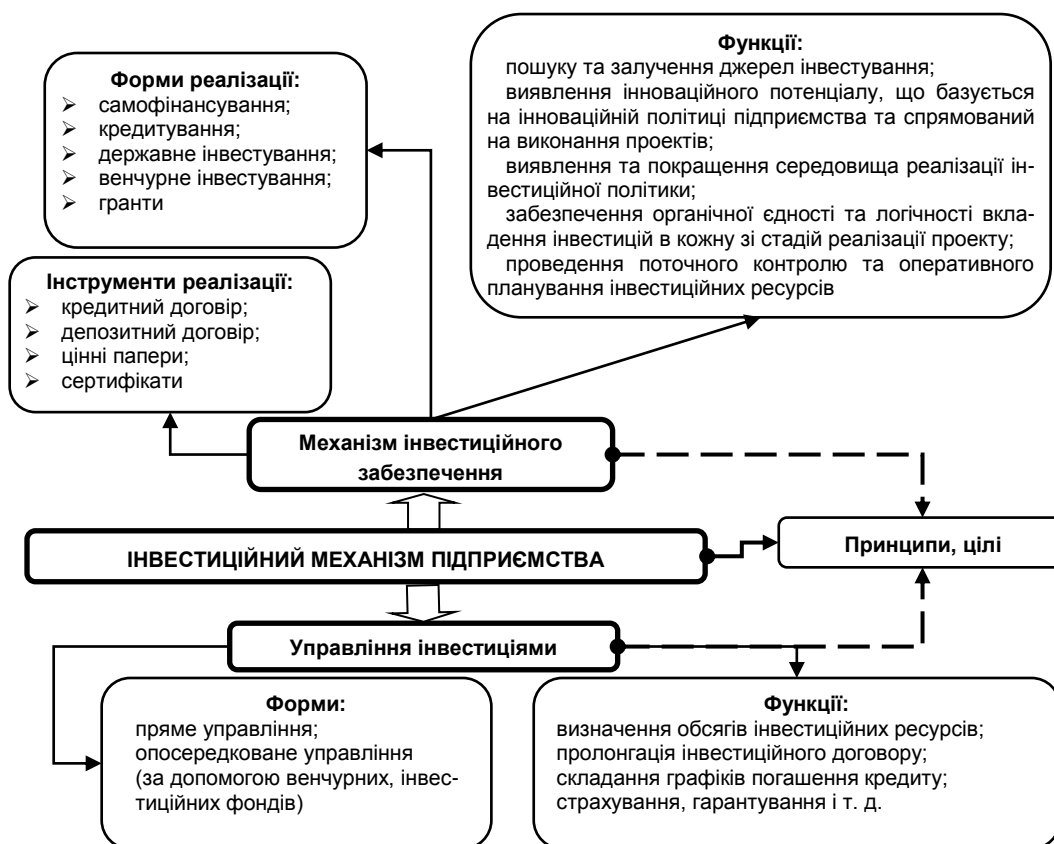 Форми реалізації:
➢ самофінансування;
➢ кредитування;
➢ державне інвестування;
➢ венчурне інвестування;
➢ гранти
Функції:
пошуку та залучення джерел інвестування;
виявлення інноваційного потенціалу, що базується
на інноваційній політиці підприємства та спрямований
на виконання проектів;
виявлення та покращення середовища реалізації ін-
вестиційної політики;
забезпечення органічної єдності та логічності вкла-
дення інвестицій в кожну зі стадій реалізації проекту;
проведення поточного контролю та оперативного
планування інвестиційних ресурсів
Інструменти реалізації:
➢ кредитний договір;
➢ депозитний договір;
➢ цінні папери;
➢ сертифікати
Механізм інвестиційного
забезпечення
ІНВЕСТИЦІЙНИЙ МЕХАНІЗМ ПІДПРИЄМСТВА
Принципи, цілі
Управління інвестиціями
Форми:
пряме управління;
опосередковане управління
(за допомогою венчурних, інвес-
тиційних фондів)
Функції:
визначення обсягів інвестиційних ресурсів;
пролонгація інвестиційного договору;
складання графіків погашення кредиту;
страхування, гарантування і т. д.